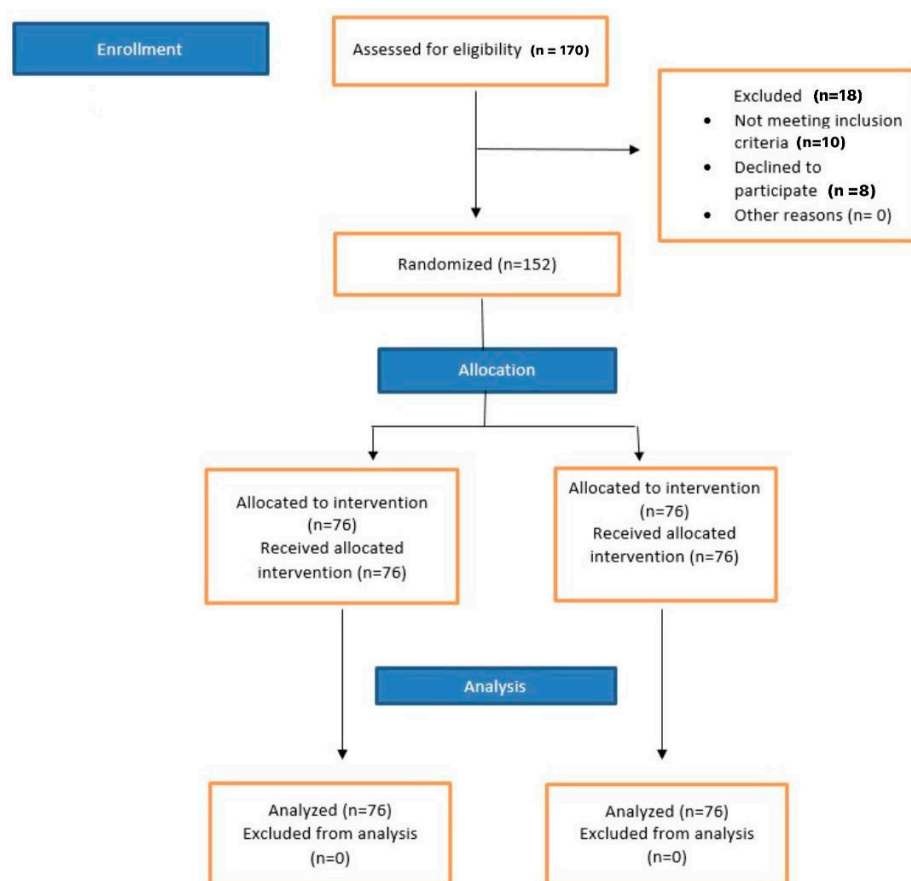 Enrollment
Assessed for eligibility (n = 170)
Excluded (n=18)
• Not meeting inclusion
criteria (n=10)
• Declined to
participate (n =8)
• Other reasons (n= 0)
Randomized (n=152)
Allocation
Allocated to intervention
(n=76)
Received allocated
intervention (n=76)
Allocated to intervention
(n=76)
Received allocated
intervention (n=76)
Analysis
Analyzed (n=76)
Excluded from analysis
(n=0)
Analyzed (n=76)
Excluded from analysis
(n=0)